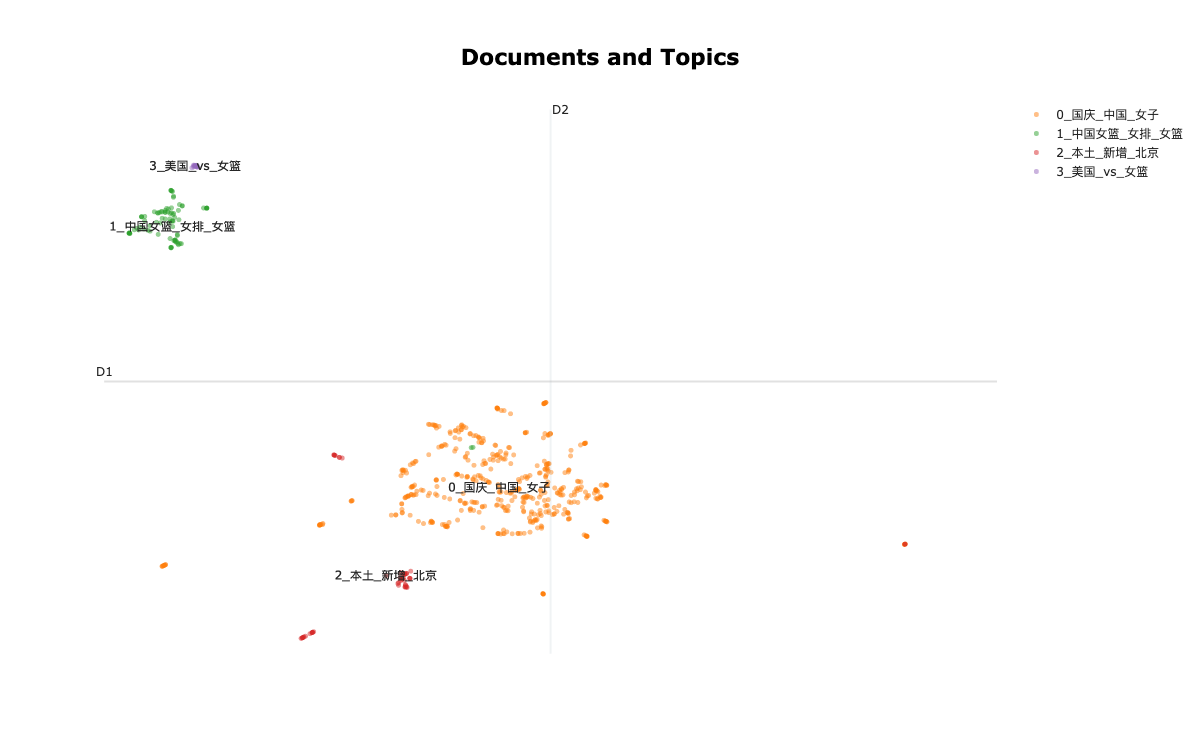 Documents and Topics
D2
0_国庆_中国_女子
1_中国女篮_女排_女篮
2_本土_新增_北京
3_美国_vs_女篮
3_美国_vs_女篮
1_中国女篮_女排_女篮
D1
0_国庆_中国_女子
2_本土_新增_北京